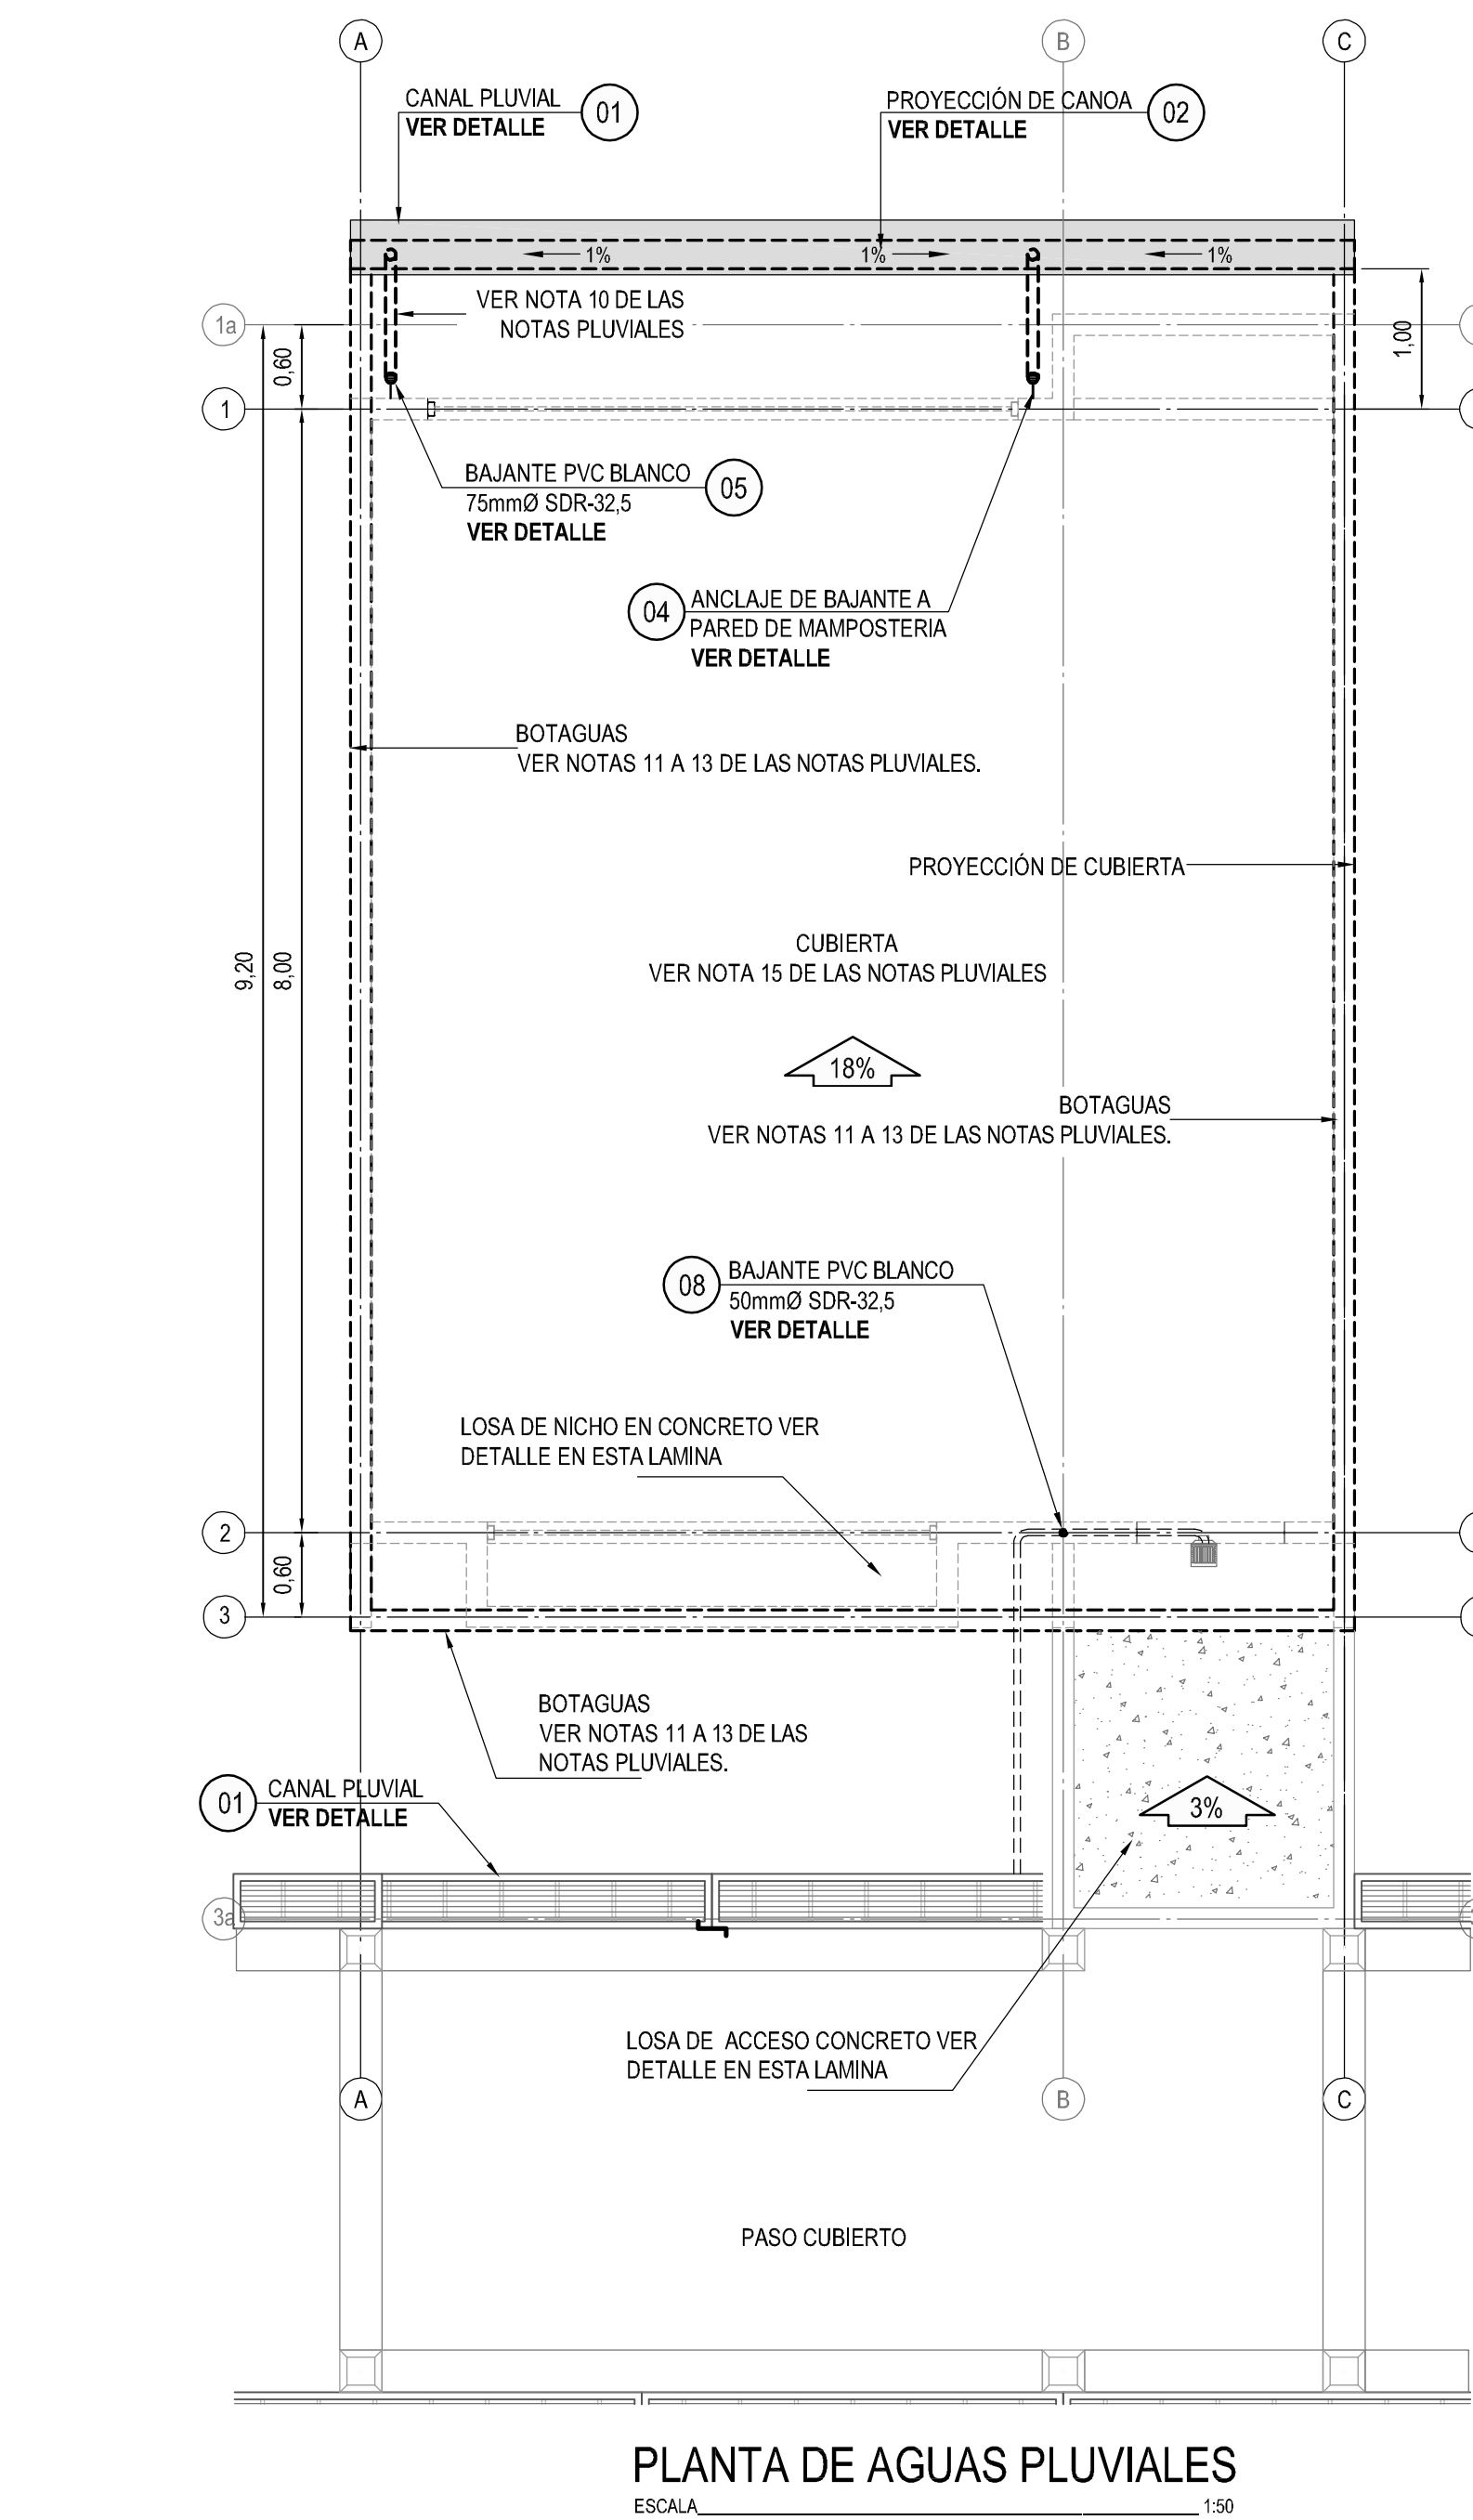 A
B
C
CANAL PLUVIAL
VER DETALLE
01
PROYECCIÓN DE CANOA
VER DETALLE
02
1%
1%
1%
VER NOTA 10 DE LAS
NOTAS PLUVIALES
1a
0,60
1,00
1
BAJANTE PVC BLANCO
75mmØ SDR-32,5
VER DETALLE
05
04
ANCLAJE DE BAJANTE A
PARED DE MAMPOSTERIA
VER DETALLE
BOTAGUAS
VER NOTAS 11 A 13 DE LAS NOTAS PLUVIALES.
PROYECCIÓN DE CUBIERTA
CUBIERTA
VER NOTA 15 DE LAS NOTAS PLUVIALES
9,20
8,00
18%
BOTAGUAS
VER NOTAS 11 A 13 DE LAS NOTAS PLUVIALES.
08
BAJANTE PVC BLANCO
50mmØ SDR-32,5
VER DETALLE
LOSA DE NICHO EN CONCRETO VER
DETALLE EN ESTA LAMINA
2
0,60
3
BOTAGUAS
VER NOTAS 11 A 13 DE LAS
NOTAS PLUVIALES.
01
CANAL PLUVIAL
VER DETALLE
3%
3a
LOSA DE ACCESO CONCRETO VER
DETALLE EN ESTA LAMINA
A
B
C
PASO CUBIERTO
PLANTA DE AGUAS PLUVIALES
ESCALA 1:50